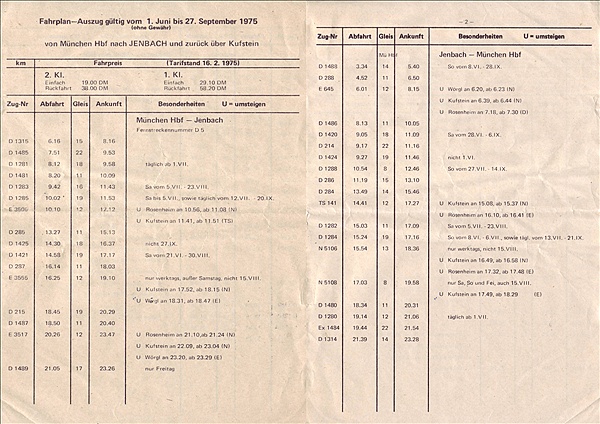 Fahrplan—Auszug gültig vom 1. Juni bis 27. September 1975
(ohne Gewähr)
von München Hbf nach JENBACH und zurück über Kufstein
km Fahrpreis (Tarifstand 16. 2. 1975)
2. Kl. 1. Kl.
Einfach 19.00 DM Einfach 29.10 DM
Rückfahrt 38.00 DM Rückfahrt 58.20 DM
Zug-Nr Abfahrt Gleis Ankunft Besonderheiten U = umsteigen
München Hbf — Jenbach
Fernstreckennummer D 5
D 1315 6.16 15 8.16
D 1485 7.51 22 9.53
D 1281 8.12 18 9.58 täglich ab 1.VII.
D 1481 8.20 11 10.09
D 1283 9.42 16 11.43 Sa vom 5.VII. - 23.VIII.
D 1285 10.02 19 11.53 Sa bis 5.VII., sowie täglich vom 12.VII. - 20.IX.
E 3506 10.10 12 12.12 U Rosenheim an 10.56, ab 11.08 (N)
U Kufstein an 11.41, ab 11.51 (TS)
D 285 13.27 11 15.13
D 1425 14.30 18 16.37 nicht 27.IX.
D 1421 14.58 19 17.17 Sa vom 21.VI. - 30.VIII.
D 287 16.14 11 18.03
E 3555 16.25 12 19.10 nur werktags, außer Samstag, nicht 15.VIII.
U Kufstein an 17.52, ab 18.15 (N)
U Wörgl an 18.31, ab 18.47 (E)
D 215 18.45 19 20.29
D 1487 18.50 11 20.40
E 3517 20.26 12 23.47 U Rosenheim an 21.10,ab 21.24 (N)
U Kufstein an 22.09, ab 23.04 (N)
U Wörgl an 23.20, ab 23.29 (E)
D 1489 21.05 17 23.26 nur Freitag
— 2 —
Zug-Nr Abfahrt Gleis Ankunft Besonderheiten U = umsteigen
Mü Hbf Jenbach — München Hbf
D 1488 3.34 14 5.40 So vom 8.VI. - 28.IX.
D 288 4.52 11 6.50
E 645 6.01 12 8.15 U Wörgl an 6.20, ab 6.23 (N)
U Kufstein an 6.39, ab 6.44 (N)
U Rosenheim an 7.18, ab 7.30 (D)
D 1486 8.13 11 10.05
D 1420 9.05 18 11.09 Sa vom 28.VI. - 6.IX.
D 214 9.17 22 11.16
D 1424 9.27 19 11.46 nicht 1.VI.
D 1288 10.54 8 12.46 So vom 27.VII. - 14.IX.
D 286 11.19 15 13.10
D 284 13.49 14 15.46
TS 141 14.41 12 17.27 U Kufstein an 15.08, ab 15.37 (N)
U Rosenheim an 16.10, ab 16.41 (E)
D 1282 15.03 11 17.09 Sa vom 5.VII. - 23.VIII.
D 1284 15.24 19 17.16 So vom 8.VI. - 6.VII., sowie tägl. vom 13.VII. - 21.IX.
N 5106 15.54 13 18.36 nur werktags, nicht 15.VIII.
U Kufstein an 16.49, ab 16.58 (N)
U Rosenheim an 17.32, ab 17.48 (E)
N 5108 17.03 8 19.58 nur Sa, So und Fei, auch 15.VIII.
U Kufstein an 17.49, ab 18.29 (E)
D 1480 18.34 11 20.31
D 1280 19.14 12 21.06 täglich ab 1.VII.
Ex 1484 19.44 22 21.54
D 1314 21.39 14 23.28